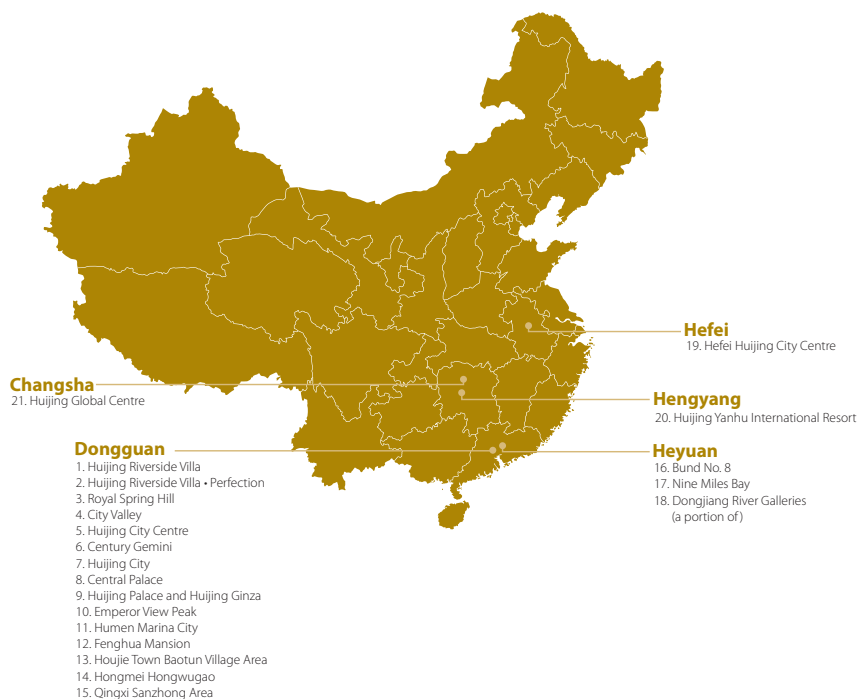 Hefei
19. Hefei Huijing City Centre
Changsha
21. Huijing Global Centre
Hengyang
20. Huijing Yanhu International Resort
Dongguan
1. Huijing Riverside Villa
2. Huijing Riverside Villa • Perfection
3. Royal Spring Hill
4. City Valley
5. Huijing City Centre
6. Century Gemini
7. Huijing City
8. Central Palace
9. Huijing Palace and Huijing Ginza
10. Emperor View Peak
11. Humen Marina City
12. Fenghua Mansion
13. Houjie Town Baotun Village Area
14. Hongmei Hongwugao
15. Qingxi Sanzhong Area
Heyuan
16. Bund No. 8
17. Nine Miles Bay
18. Dongjiang River Galleries
(a portion of)